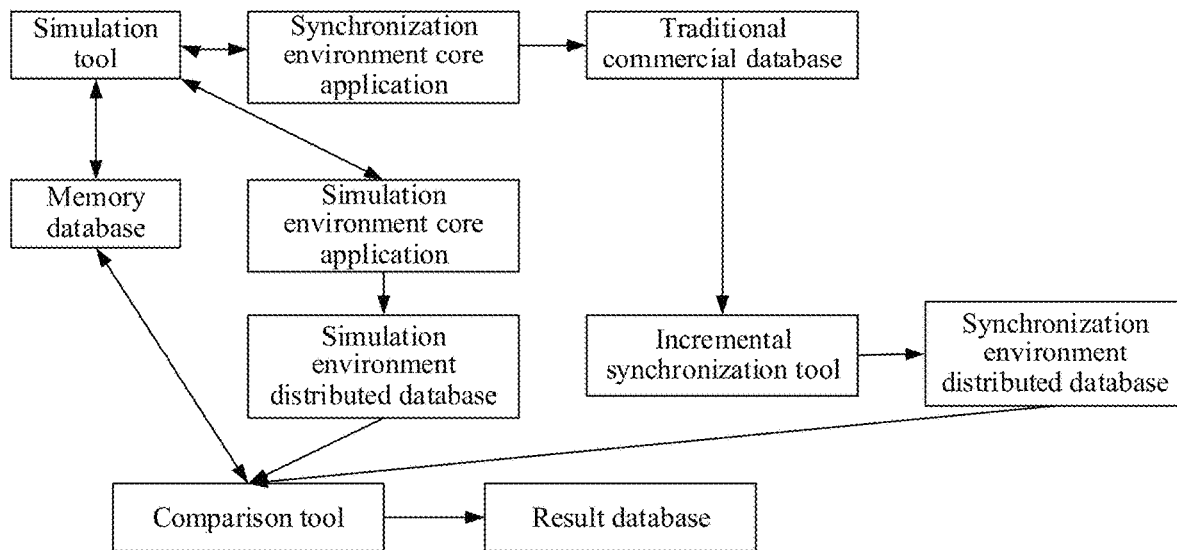 Simulation
tool
Synchronization
environment core
application
Traditional
commercial database
Memory
database
Simulation
environment core
application
Simulation
environment
distributed database
Incremental
synchronization tool
Synchronization
environment
distributed database
Comparison tool
Result database